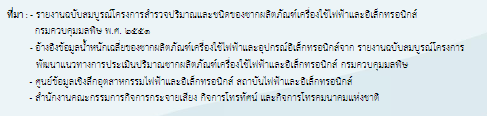 ที่มา : - รายงานฉบับสมบูรณ์โครงการสำรวจปริมาณและชนิดของซากผลิตภัณฑ์เครื่องใช้ไฟฟ้าและอิเล็กทรอนิกส์
กรมควบคุมมลพิษ พ.ศ. ๒๕๕๑
- อ้างอิงข้อมูลน้ำหนักเฉลี่ยของซากผลิตภัณฑ์เครื่องใช้ไฟฟ้าและอุปกรณ์อิเล็กทรอนิกส์จาก รายงานฉบับสมบูรณ์โครงการ
พัฒนาแนวทางการประเมินปริมาณซากผลิตภัณฑ์เครื่องใช้ไฟฟ้าและอิเล็กทรอนิกส์ กรมควบคุมมลพิษ
- ศูนย์ข้อมูลเชิงลึกอุตสาหกรรมไฟฟ้าและอิเล็กทรอนิกส์ สถาบันไฟฟ้าและอิเล็กทรอนิกส์
- สำนักงานคณะกรรมการกิจการกระจายเสียง กิจการโทรทัศน์ และกิจการโทรคมนาคมแห่งชาติ